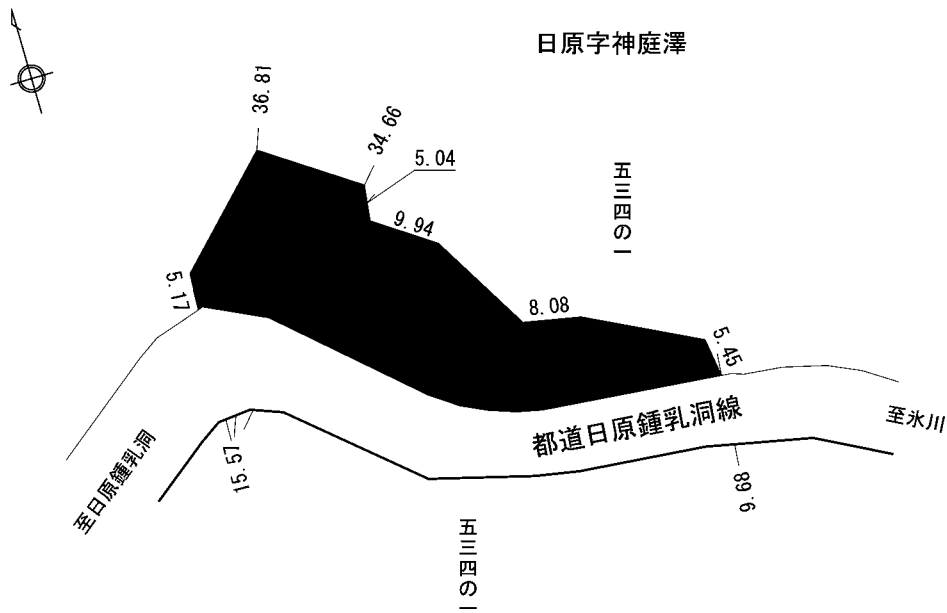 日原字神庭澤
36.81
34.66
5.04
五三四の一
9.94
5.17
8.08
5.45
都道日原鍾乳洞線
至氷川
至日原鍾乳洞
15.57
9.68
五三四の一